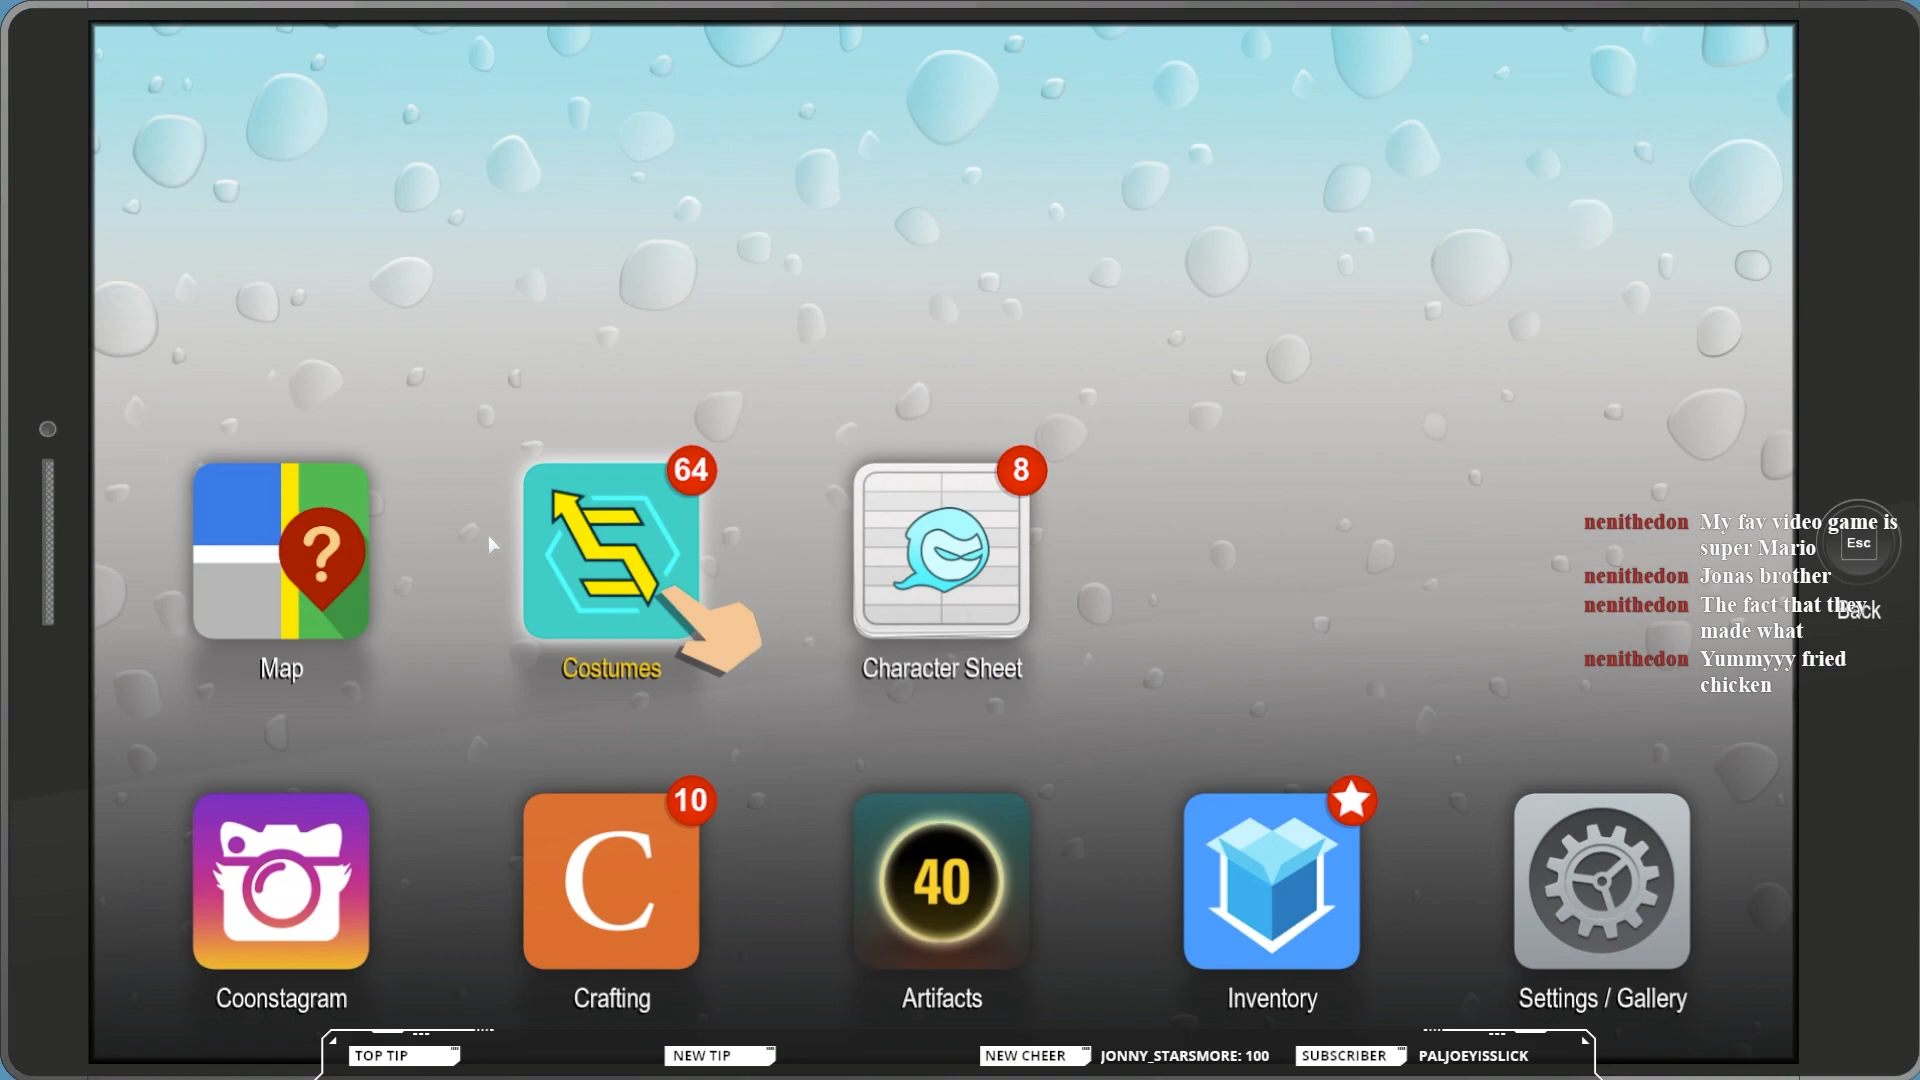 64
8
?
Map
Costumes
Character Sheet
nenithedon My fav video game is
super Mario
nenithedon Jonas brother
nenithedon The fact that they
made what
nenithedon Yummyyy fried
chicken
Esc
Back
10
C
40
Coonstagram
Crafting
Artifacts
Inventory
Settings / Gallery
TOP TIP
NEW TIP
NEW CHEER JONNY_STARSMORE: 100
SUBSCRIBER PALJOEYISSLICK